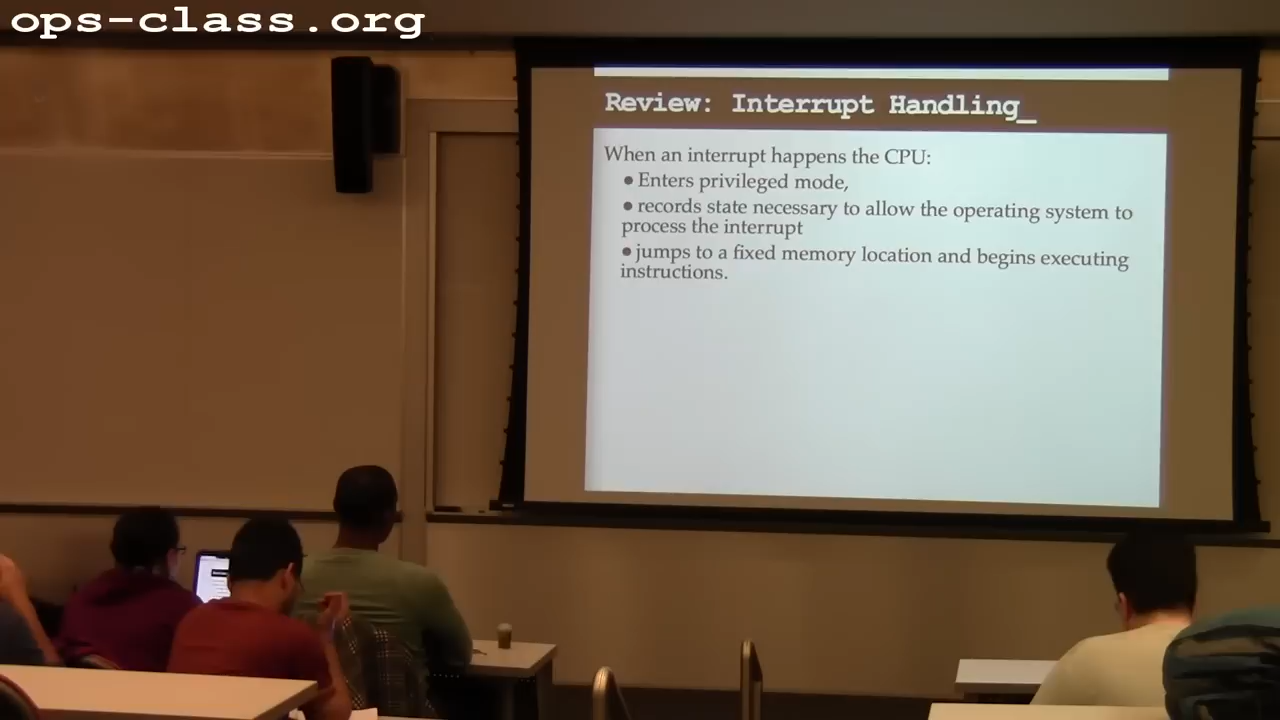 ops-class.org
Review: Interrupt Handling_
When an interrupt happens the CPU:
● Enters privileged mode,
● records state necessary to allow the operating system to
process the interrupt
● jumps to a fixed memory location and begins executing
instructions.